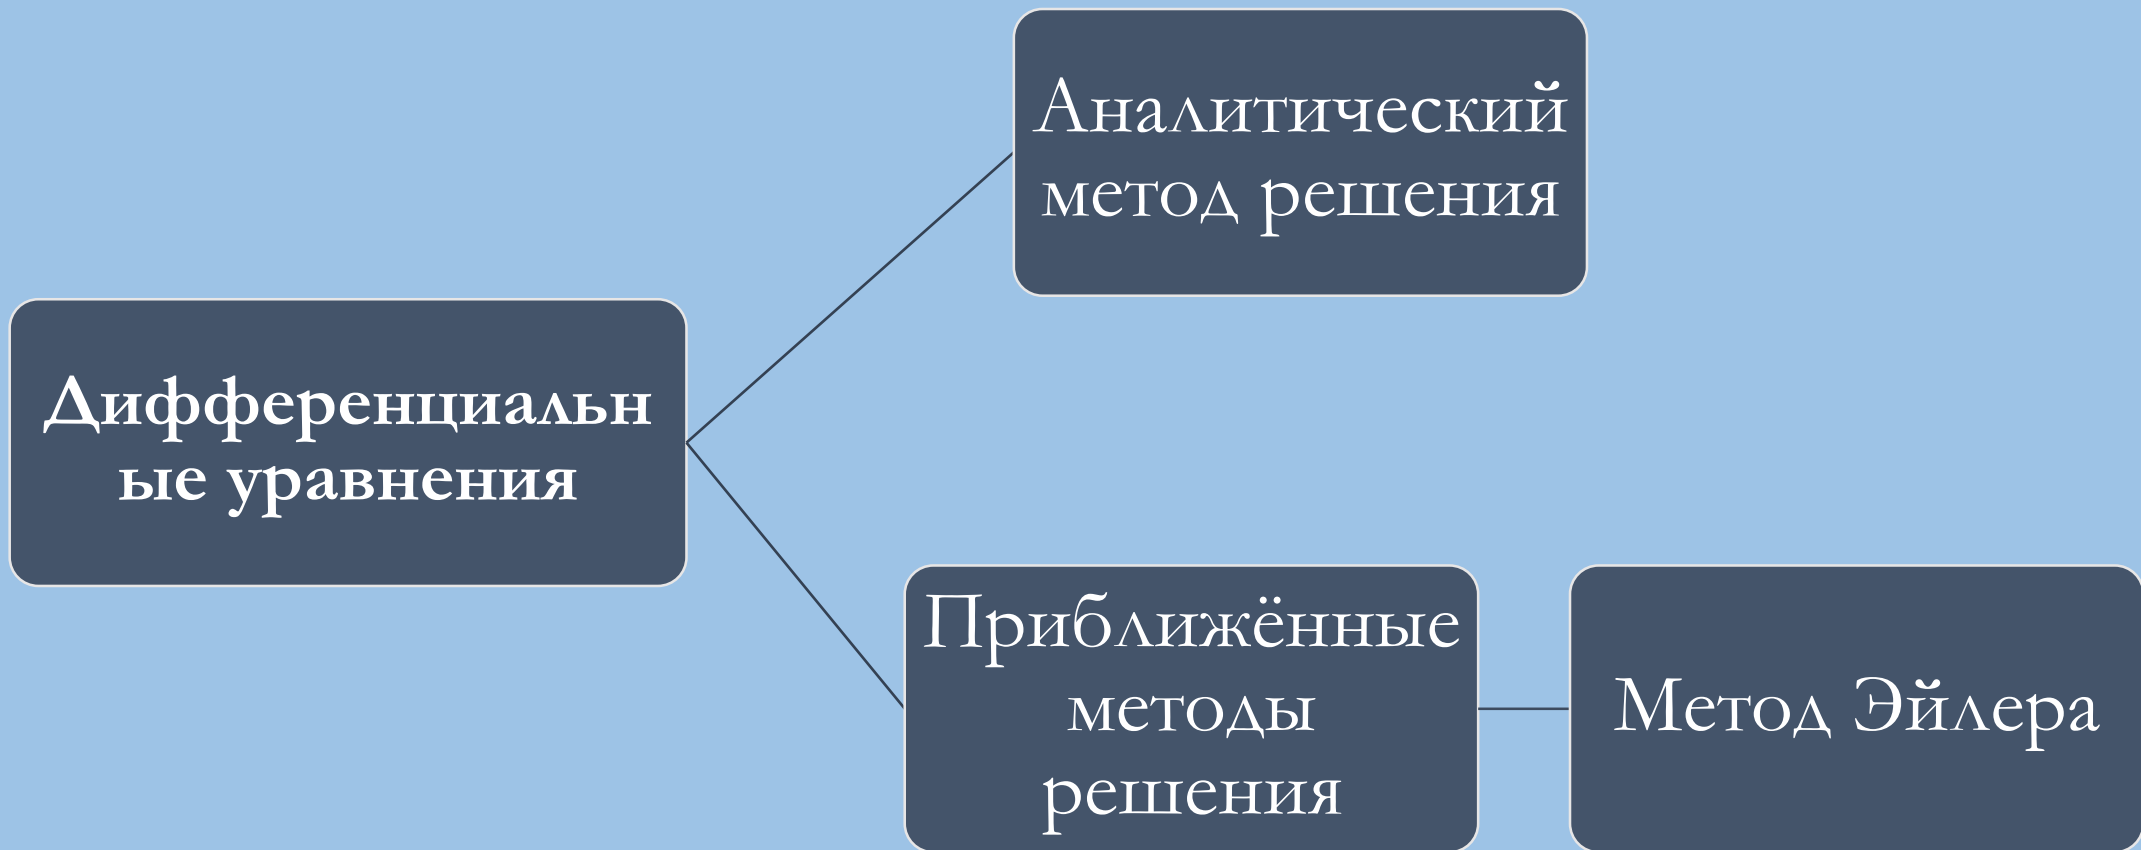 Аналитический
метод решения
Дифференциальн
ые уравнения
Приближённые
методы
решения
Метод Эйлера